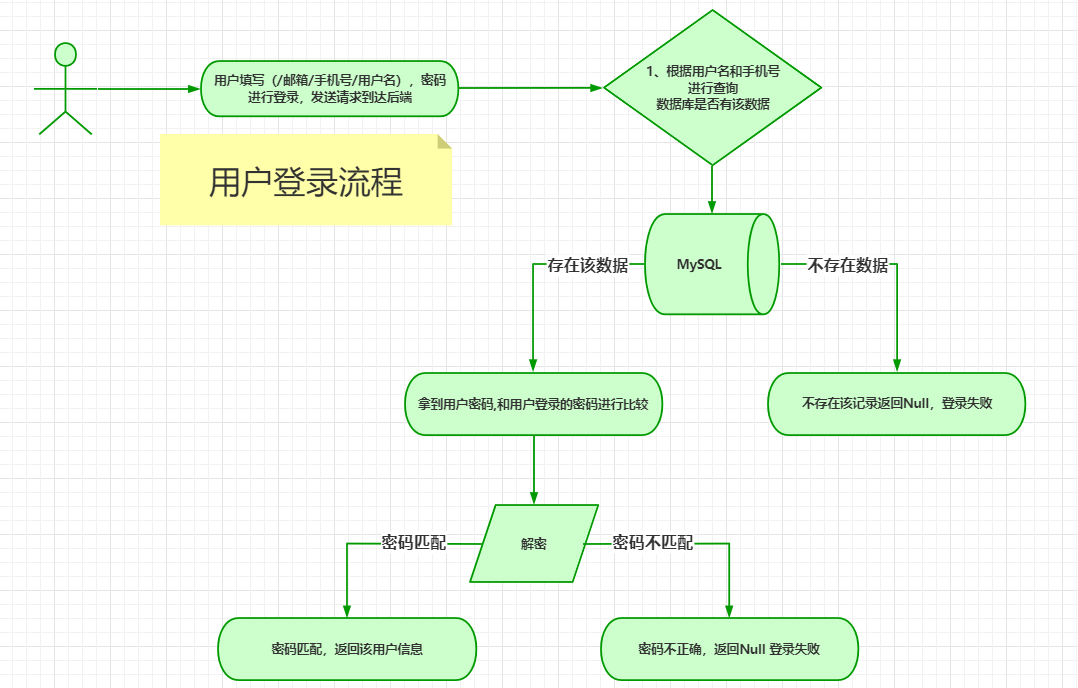 用户填写（/邮箱/手机号/用户名），密码
进行登录，发送请求到达后端
1、根据用户名和手机号
进行查询
数据库是否有该数据
用户登录流程
MySQL
存在该数据
不存在数据
拿到用户密码,和用户登录的密码进行比较
不存在该记录返回Null，登录失败
解密
密码匹配
密码不匹配
密码匹配，返回该用户信息
密码不正确，返回Null 登录失败